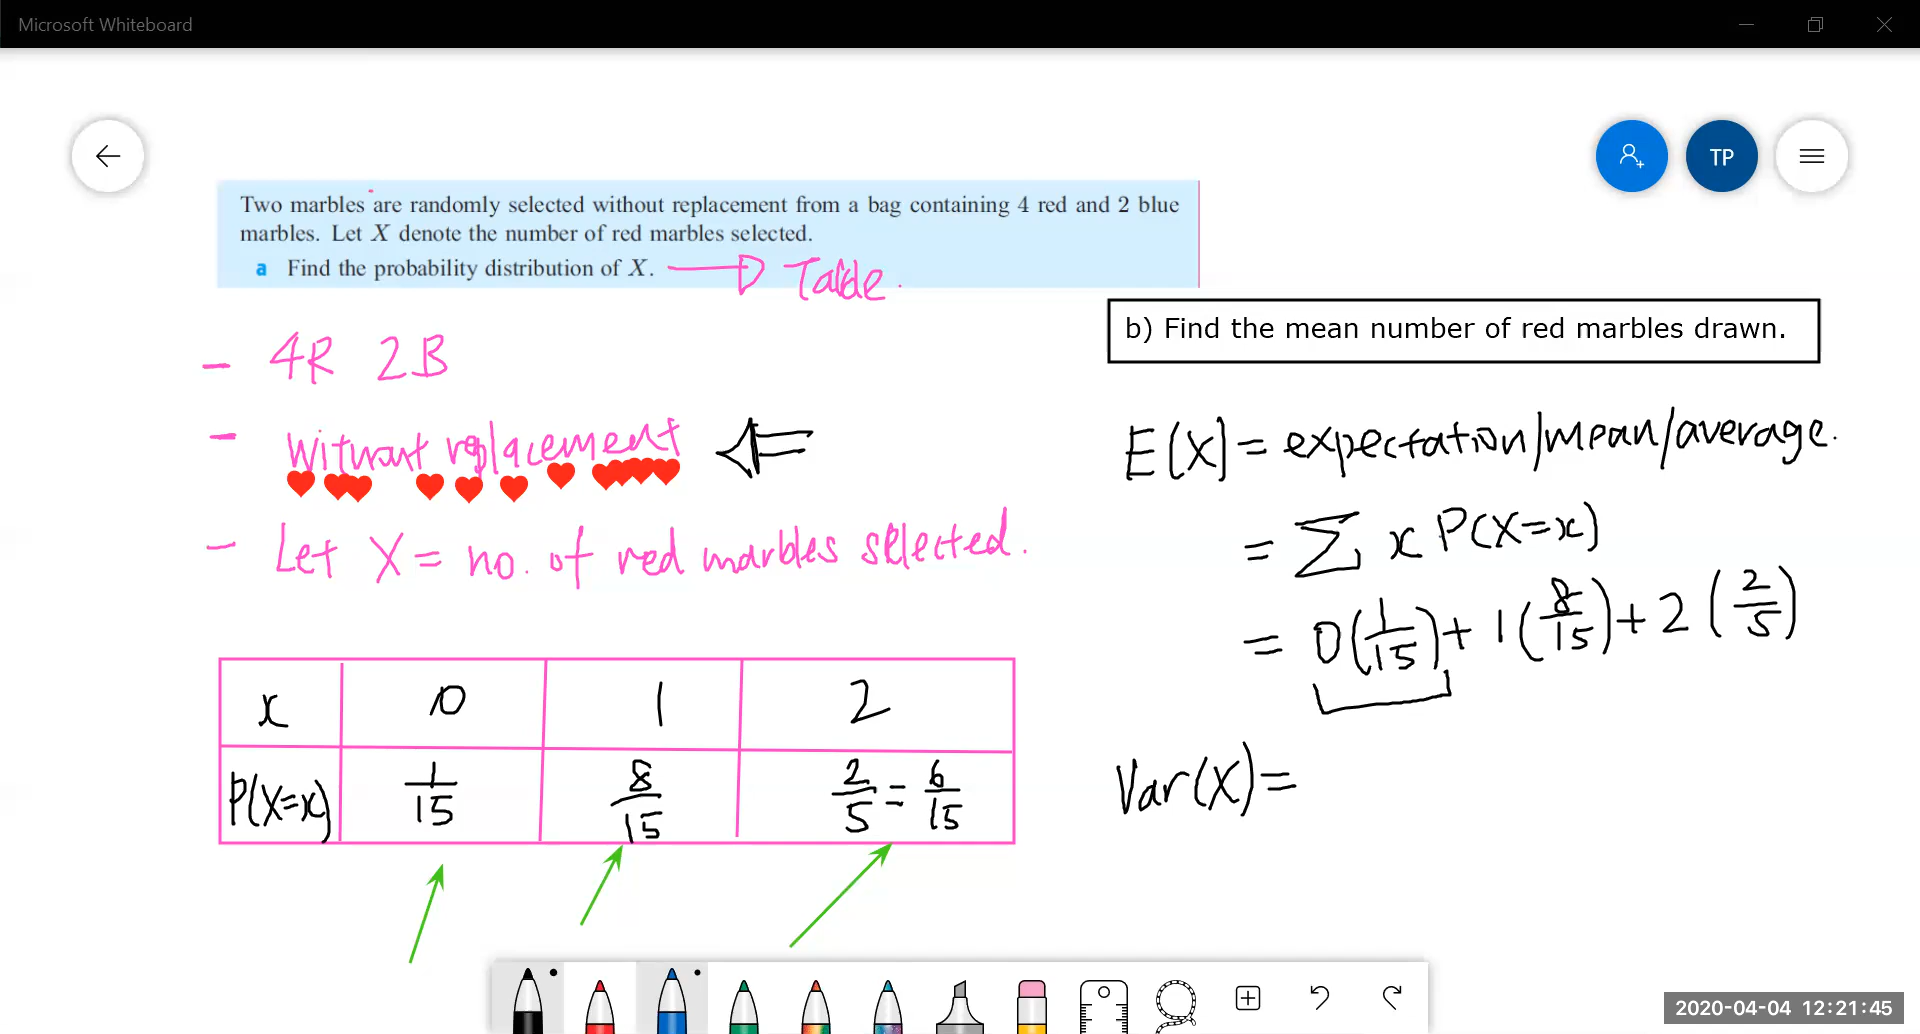 Microsoft Whiteboard
TP
Two marbles are randomly selected without replacement from a bag containing 4 red and 2 blue
marbles. Let X denote the number of red marbles selected.
a Find the probability distribution of X. → Table.
- 4R 2B
- Without replacement
- Let X = no. of red marbles selected.
x 0 1 2
P(X=x) 1/15 8/15 2/5 = 6/15
b) Find the mean number of red marbles drawn.
E(X) = expectation/mean/average.
= ∑ x P(X=x)
= 0(1/15) + 1(8/15) + 2(2/5)
Var(X) =
2020-04-04 12:21:45